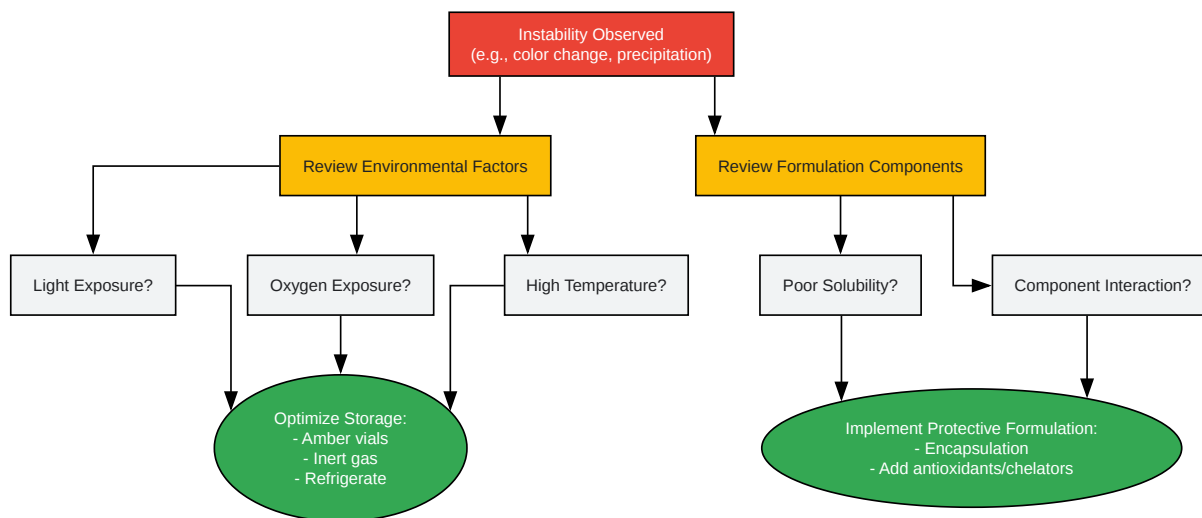 Instability Observed
(e.g., color change, precipitation)
Review Environmental Factors
Review Formulation Components
Light Exposure?
Oxygen Exposure?
High Temperature?
Poor Solubility?
Component Interaction?
Optimize Storage:
- Amber vials
- Inert gas
- Refrigerate
Implement Protective Formulation:
- Encapsulation
- Add antioxidants/chelators